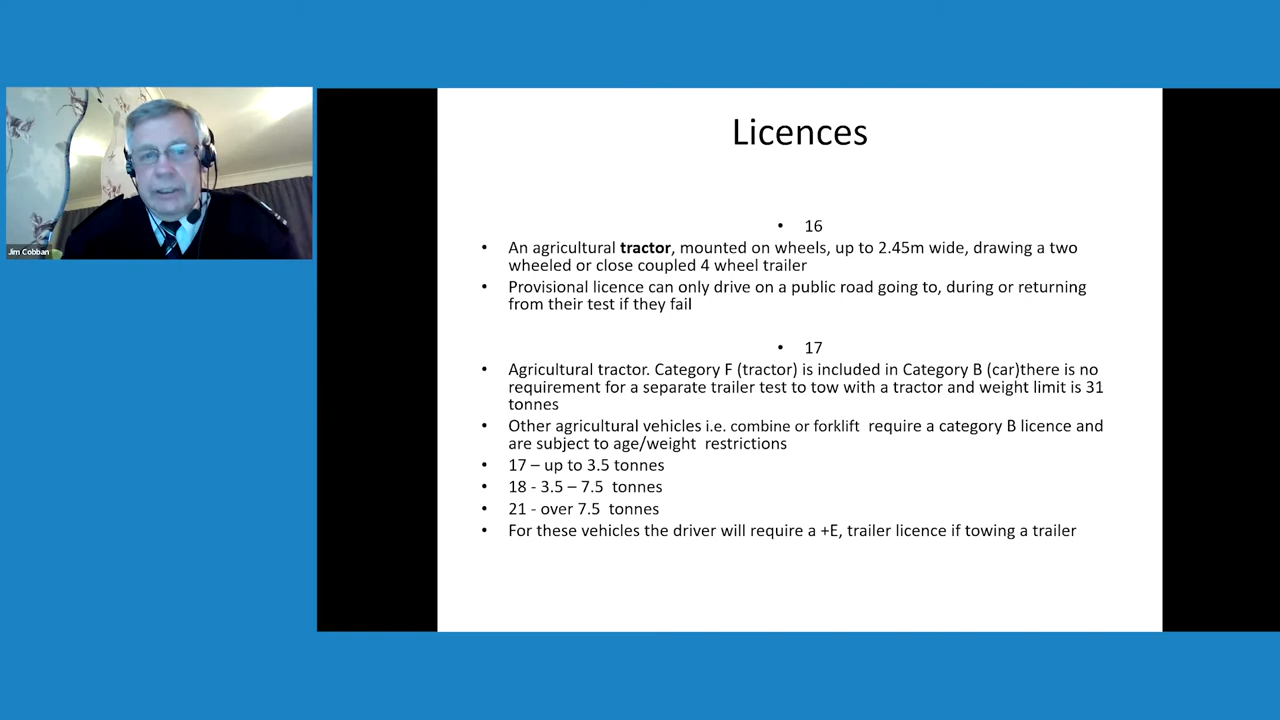 Licences
• 16
• An agricultural tractor, mounted on wheels, up to 2.45m wide, drawing a two
wheeled or close coupled 4 wheel trailer
• Provisional licence can only drive on a public road going to, during or returning
from their test if they fail
• 17
• Agricultural tractor. Category F (tractor) is included in Category B (car)there is no
requirement for a separate trailer test to tow with a tractor and weight limit is 31
tonnes
• Other agricultural vehicles i.e. combine or forklift require a category B licence and
are subject to age/weight restrictions
• 17 – up to 3.5 tonnes
• 18 - 3.5 – 7.5 tonnes
• 21 - over 7.5 tonnes
• For these vehicles the driver will require a +E, trailer licence if towing a trailer
Jim Cobban